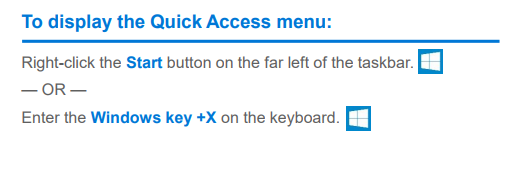 To display the Quick Access menu:
Right-click the Start button on the far left of the taskbar.
— OR —
Enter the Windows key +X on the keyboard.